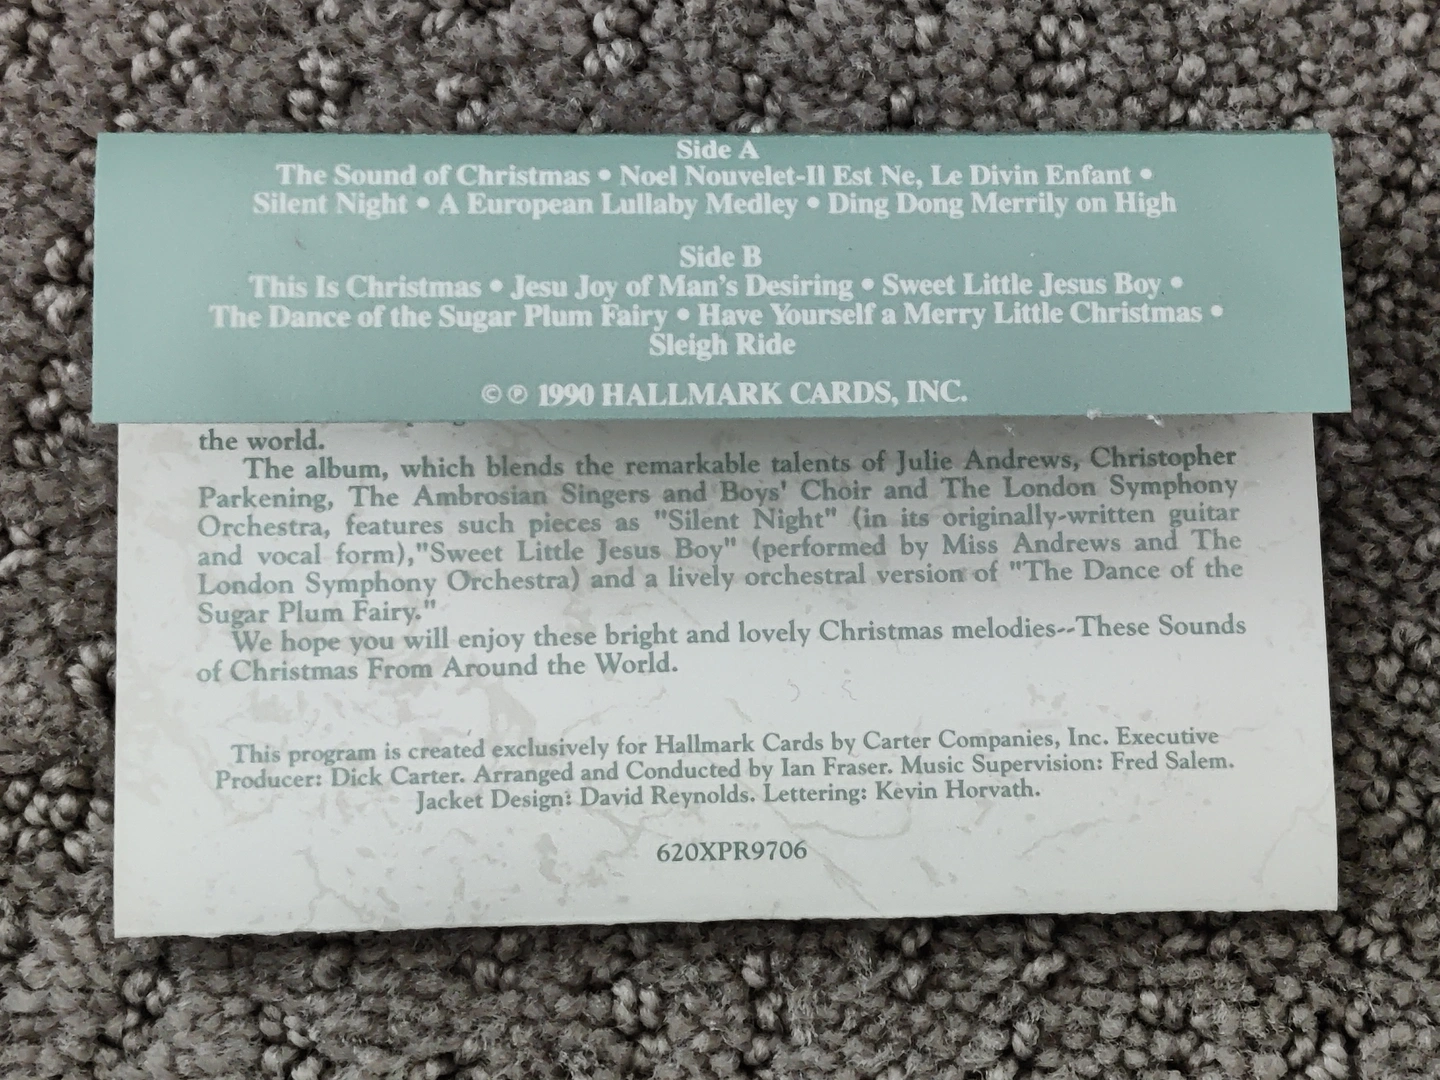 Side A
The Sound of Christmas • Noel Nouvelet-Il Est Ne, Le Divin Enfant •
Silent Night • A European Lullaby Medley • Ding Dong Merrily on High
Side B
This Is Christmas • Jesu Joy of Man's Desiring • Sweet Little Jesus Boy •
The Dance of the Sugar Plum Fairy • Have Yourself a Merry Little Christmas •
Sleigh Ride
© ℗ 1990 HALLMARK CARDS, INC.
the world.
The album, which blends the remarkable talents of Julie Andrews, Christopher
Parkening, The Ambrosian Singers and Boys' Choir and The London Symphony
Orchestra, features such pieces as "Silent Night" (in its originally-written guitar
and vocal form),"Sweet Little Jesus Boy" (performed by Miss Andrews and The
London Symphony Orchestra) and a lively orchestral version of "The Dance of the
Sugar Plum Fairy."
We hope you will enjoy these bright and lovely Christmas melodies--These Sounds
of Christmas From Around the World.
This program is created exclusively for Hallmark Cards by Carter Companies, Inc. Executive
Producer: Dick Carter. Arranged and Conducted by Ian Fraser. Music Supervision: Fred Salem.
Jacket Design: David Reynolds. Lettering: Kevin Horvath.
620XPR9706